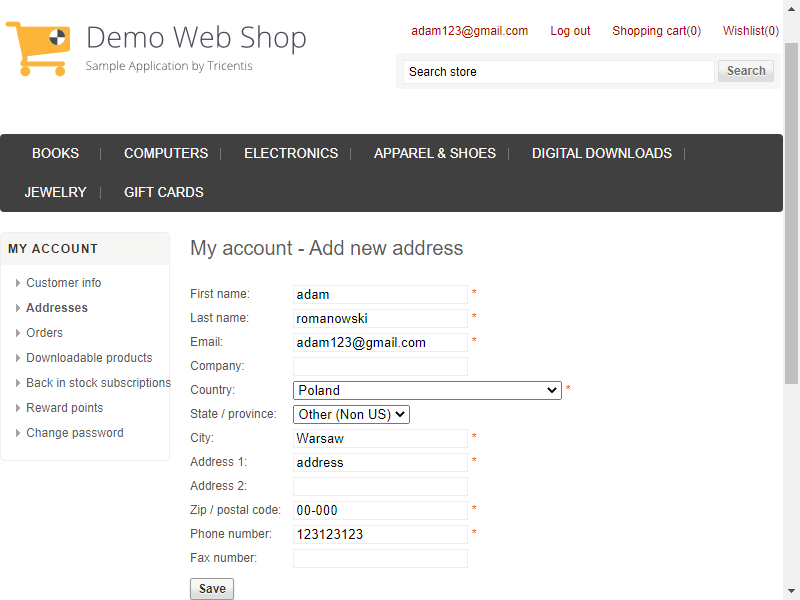 Demo Web Shop
Sample Application by Tricentis
adam123@gmail.com Log out Shopping cart(0) Wishlist(0)
Search store Search
BOOKS COMPUTERS ELECTRONICS APPAREL & SHOES DIGITAL DOWNLOADS
JEWELRY GIFT CARDS
MY ACCOUNT
Customer info
Addresses
Orders
Downloadable products
Back in stock subscriptions
Reward points
Change password
My account - Add new address
First name: adam *
Last name: romanowski *
Email: adam123@gmail.com *
Company:
Country: Poland *
State / province: Other (Non US)
City: Warsaw *
Address 1: address *
Address 2:
Zip / postal code: 00-000 *
Phone number: 123123123 *
Fax number:
Save